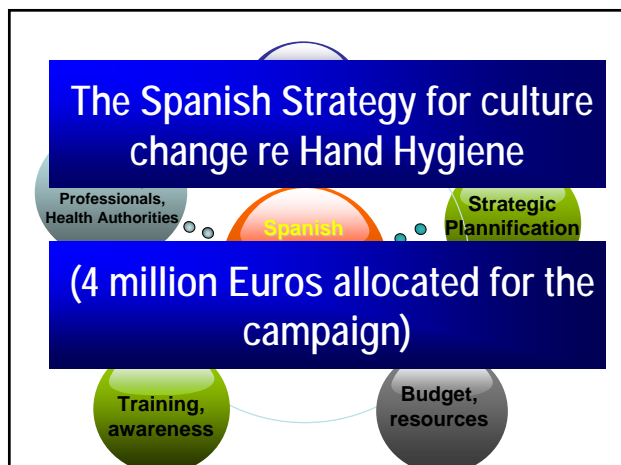 The Spanish Strategy for culture
change re Hand Hygiene
Professionals,
Health Authorities
Strategic
Plannification
Spanish
(4 million Euros allocated for the
campaign)
Training,
awareness
Budget,
resources